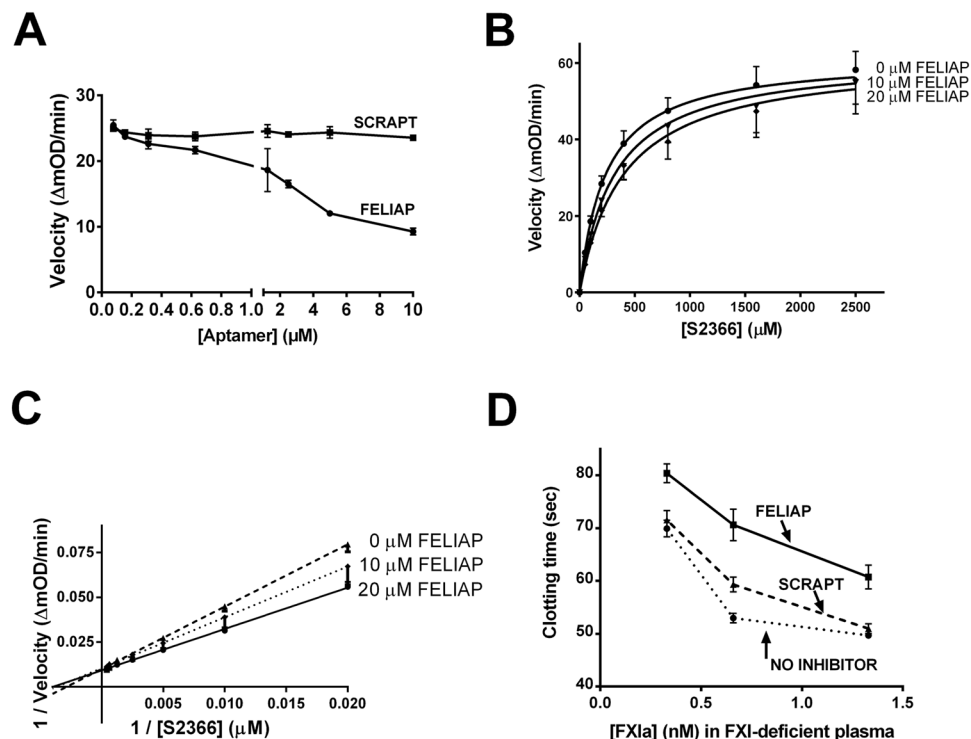 A
Velocity (ΔmOD/min)
30
20
10
0
SCRAPT
FELIAP
0.0 0.2 0.4 0.6 0.8 1.0 2 4 6 8 10
[Aptamer] (µM)
B
Velocity (ΔmOD/min)
60
40
20
0
0 µM FELIAP
10 µM FELIAP
20 µM FELIAP
0 500 1000 1500 2000 2500
[S2366] (µM)
C
1 / Velocity (ΔmOD/min)
0.075
0.050
0.025
0 µM FELIAP
10 µM FELIAP
20 µM FELIAP
0.005 0.010 0.015 0.020
1 / [S2366] (µM)
D
Clotting time (sec)
80
70
60
50
40
FELIAP
SCRAPT
NO INHIBITOR
0.0 0.5 1.0 1.5
[FXIa] (nM) in FXI-deficient plasma